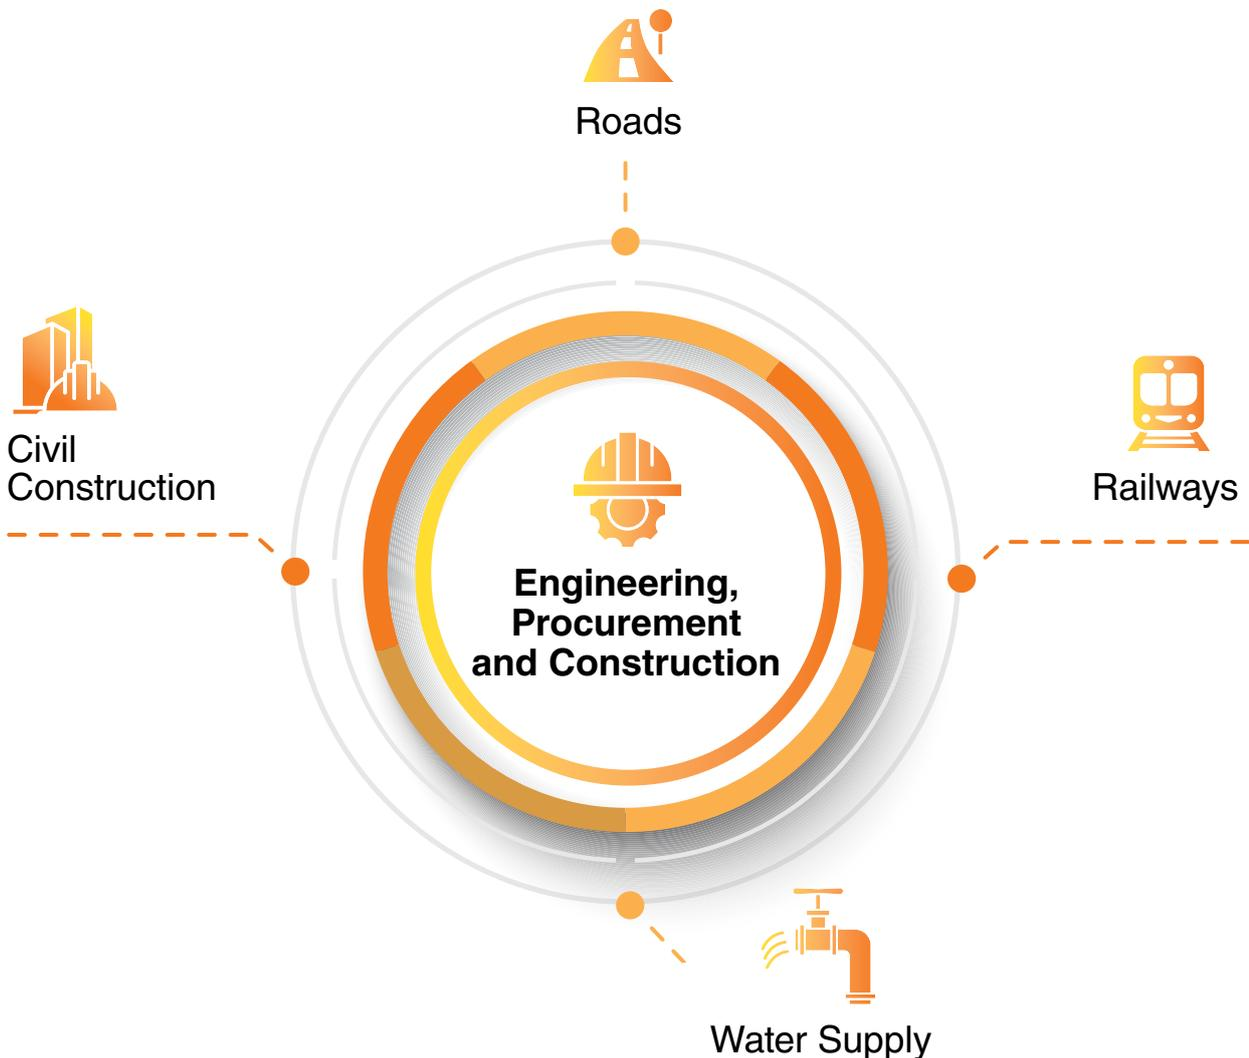 Roads
Civil
Construction
Railways
Engineering,
Procurement
and Construction
Water Supply